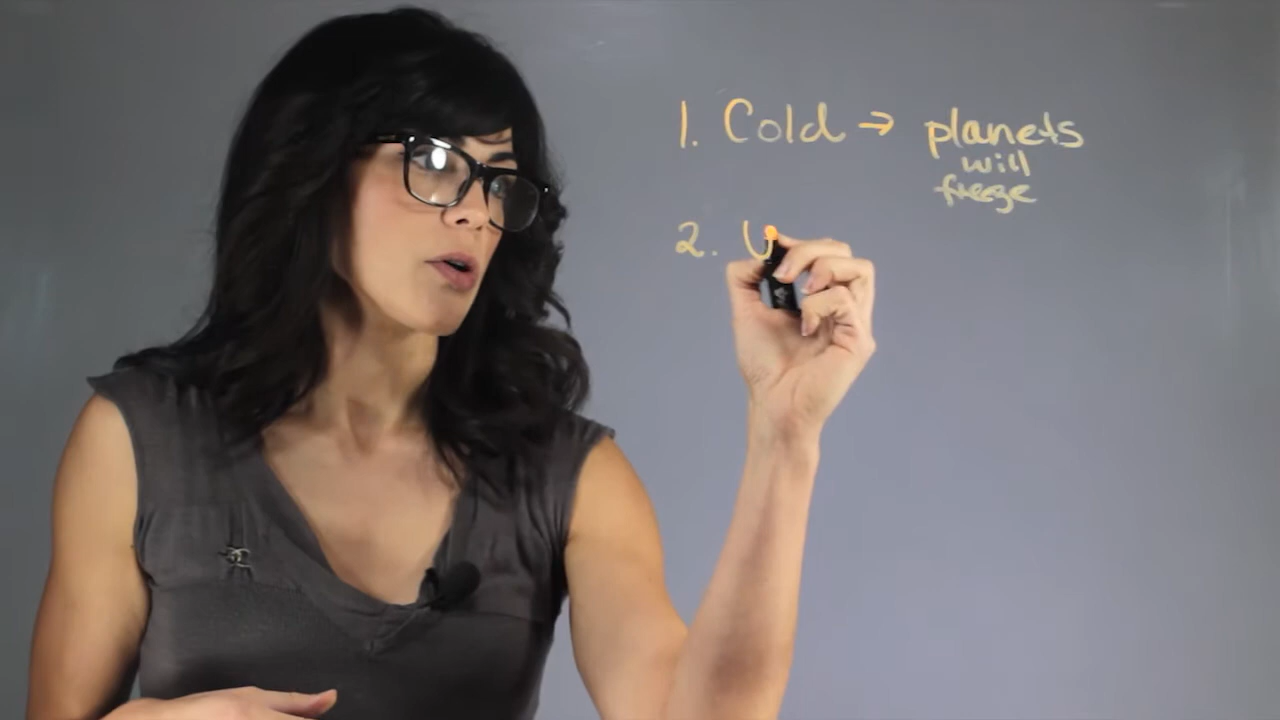 1. Cold → planets
will
freeze
2. U